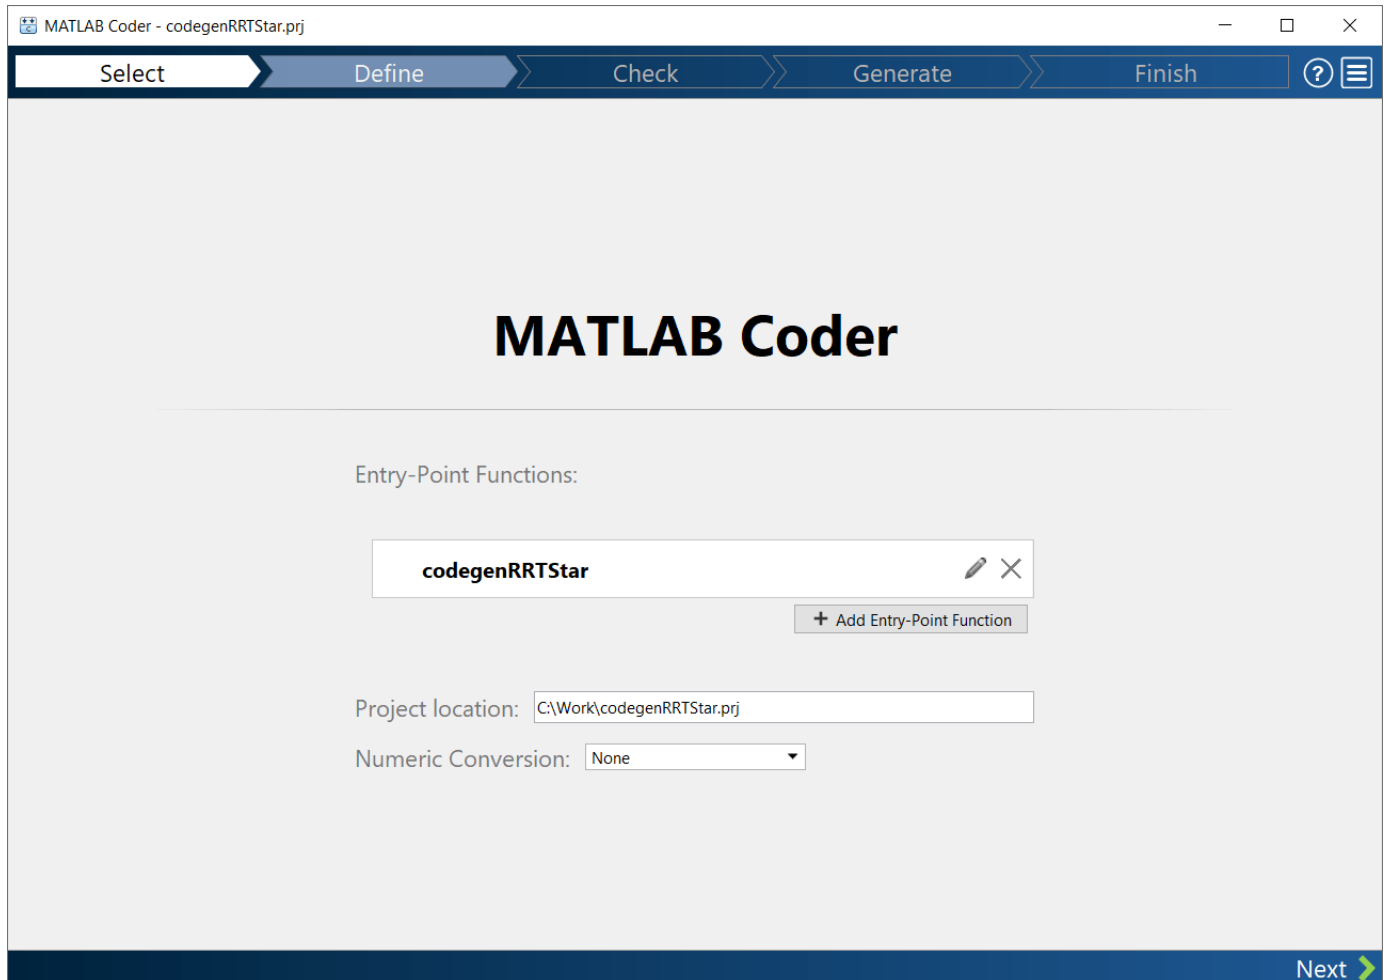 MATLAB Coder - codegenRRTStar.prj
Select Define Check Generate Finish ?
MATLAB Coder
Entry-Point Functions:
codegenRRTStar
+ Add Entry-Point Function
Project location: C:\Work\codegenRRTStar.prj
Numeric Conversion: None
Next